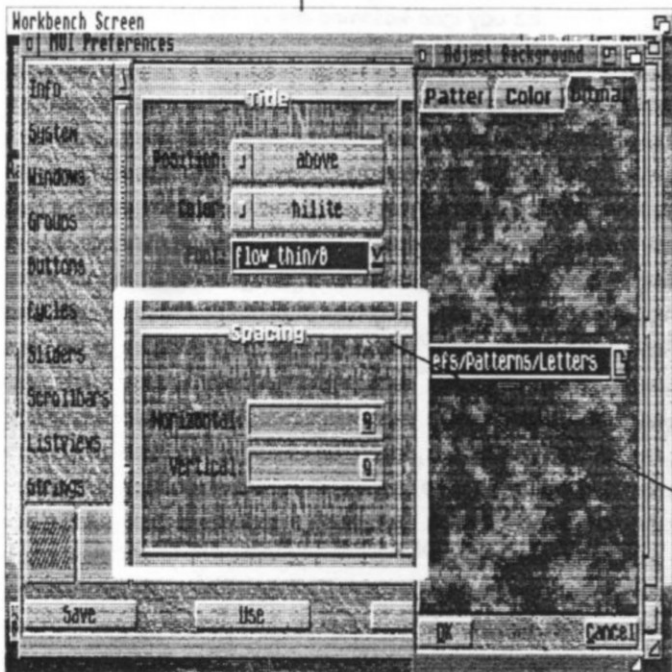 Workbench Screen
MUI Preferences
Adjust Background
Info
System
Windows
Groups
Buttons
Cycles
Sliders
Scrollbars
Listviews
Strings
Title
Position: above
Color: hilite
Font: flow_thin/8
Spacing
Horizontal:
Vertical:
Patter Color Bitmap
efs/Patterns/Letters
Save
Use
OK
Cancel